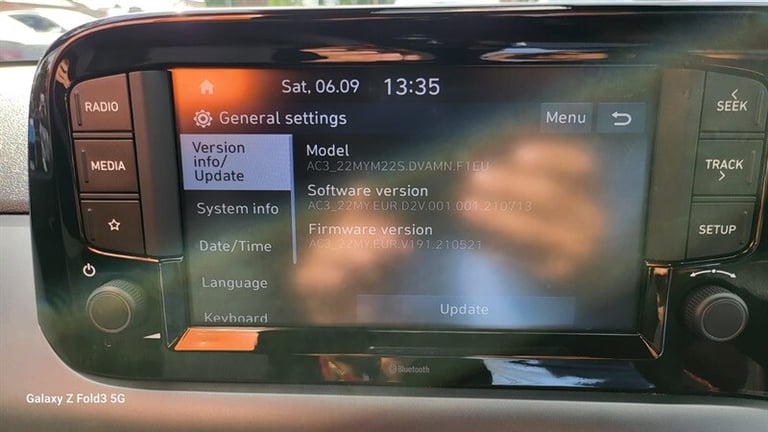 Sat, 06.09 13:35
General settings
Menu
RADIO
MEDIA
Version info/
Update
System info
Date/Time
Language
Keyboard
Model
AC3_22MYM22S.DVAMN.F1EU
Software version
AC3_22MY.EUR.D2V.001.001.210713
Firmware version
AC3_22MY.EUR.V191.210521
Update
SEEK
TRACK
SETUP
Bluetooth
Galaxy Z Fold3 5G